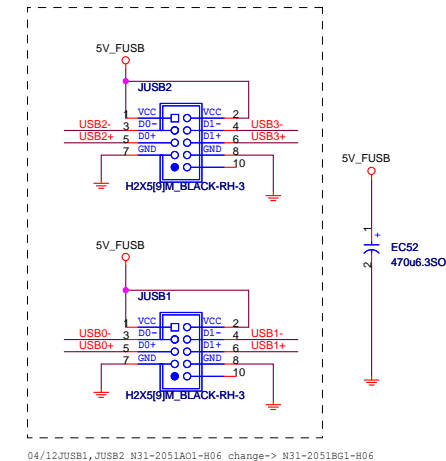 5V_FUSB
JUSB2
1 VCC VCC 2
USB2- 3 D0- D1- 4 USB3-
USB2+ 5 D0+ D1+ 6 USB3+
7 GND GND 8
10
H2X5[9]M_BLACK-RH-3
5V_FUSB
1
+
EC52
470u6.3SO
2
5V_FUSB
JUSB1
1 VCC VCC 2
USB0- 3 D0- D1- 4 USB1-
USB0+ 5 D0+ D1+ 6 USB1+
7 GND GND 8
10
H2X5[9]M_BLACK-RH-3
04/12JUSB1,JUSB2 N31-2051AO1-H06 change-> N31-2051BG1-H06